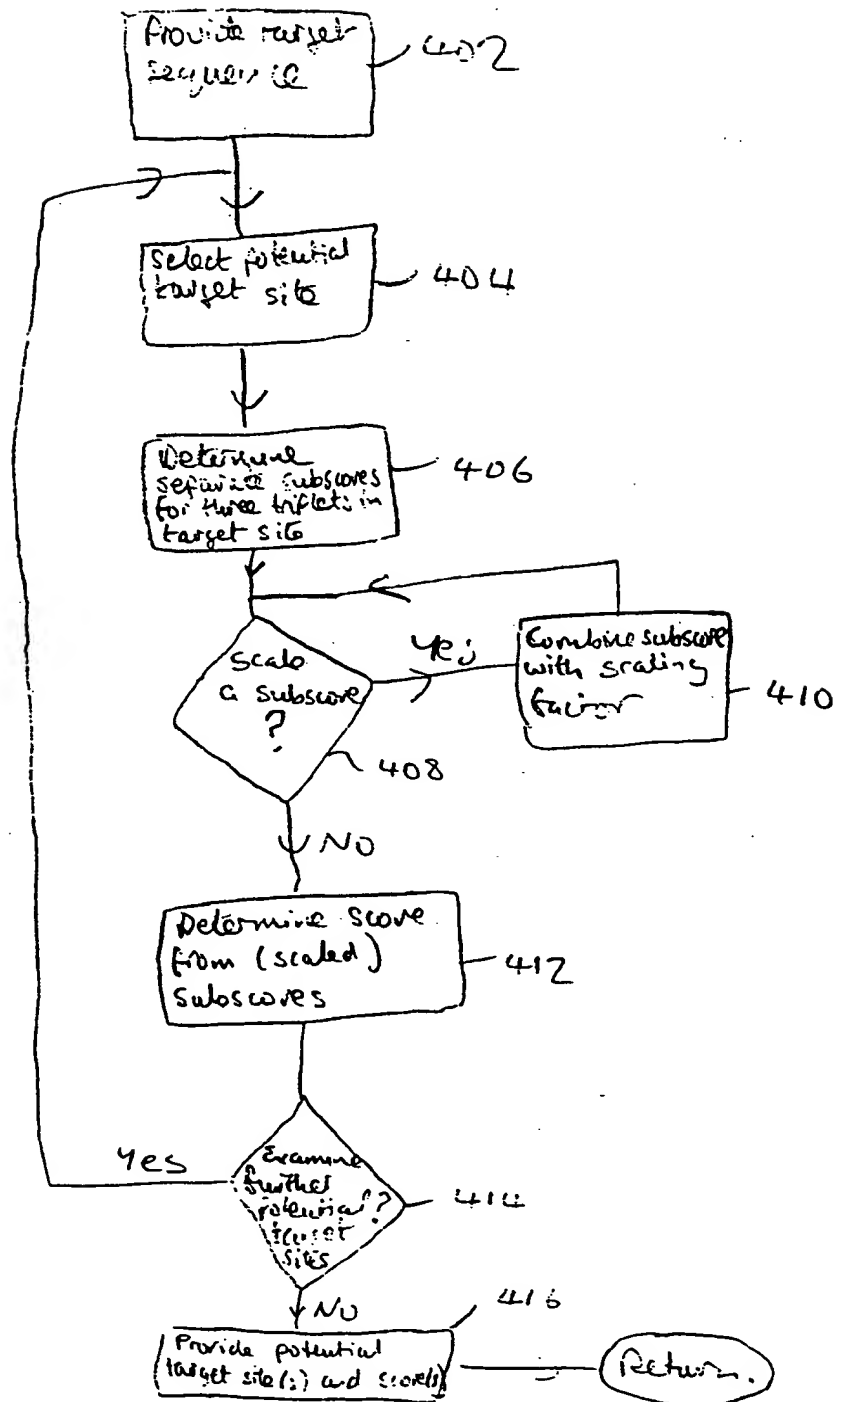 Provide target
sequence
402
Select potential
target site
404
Determine
separate subscores
for three triplets in
target site
406
Scale
a subscore
?
408
Yes
Combine subscore
with scaling
factor
410
NO
Determine score
from (scaled)
subscores
412
Yes
Examine
further
potential
target
sites
?
414
NO
416
Provide potential
target site(s) and score(s)
Return.